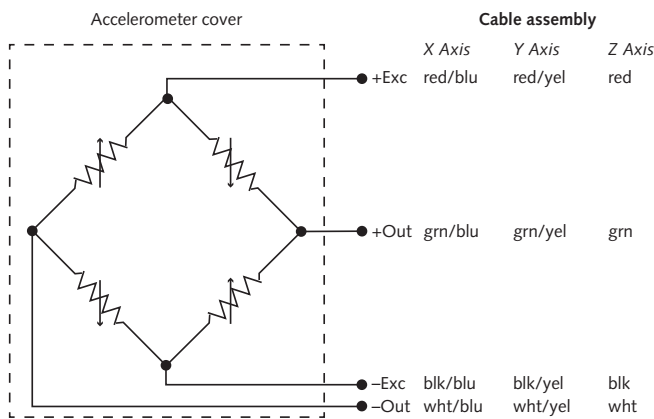 Accelerometer cover
Cable assembly
X Axis Y Axis Z Axis
+Exc red/blu red/yel red
+Out grn/blu grn/yel grn
–Exc blk/blu blk/yel blk
–Out wht/blu wht/yel wht